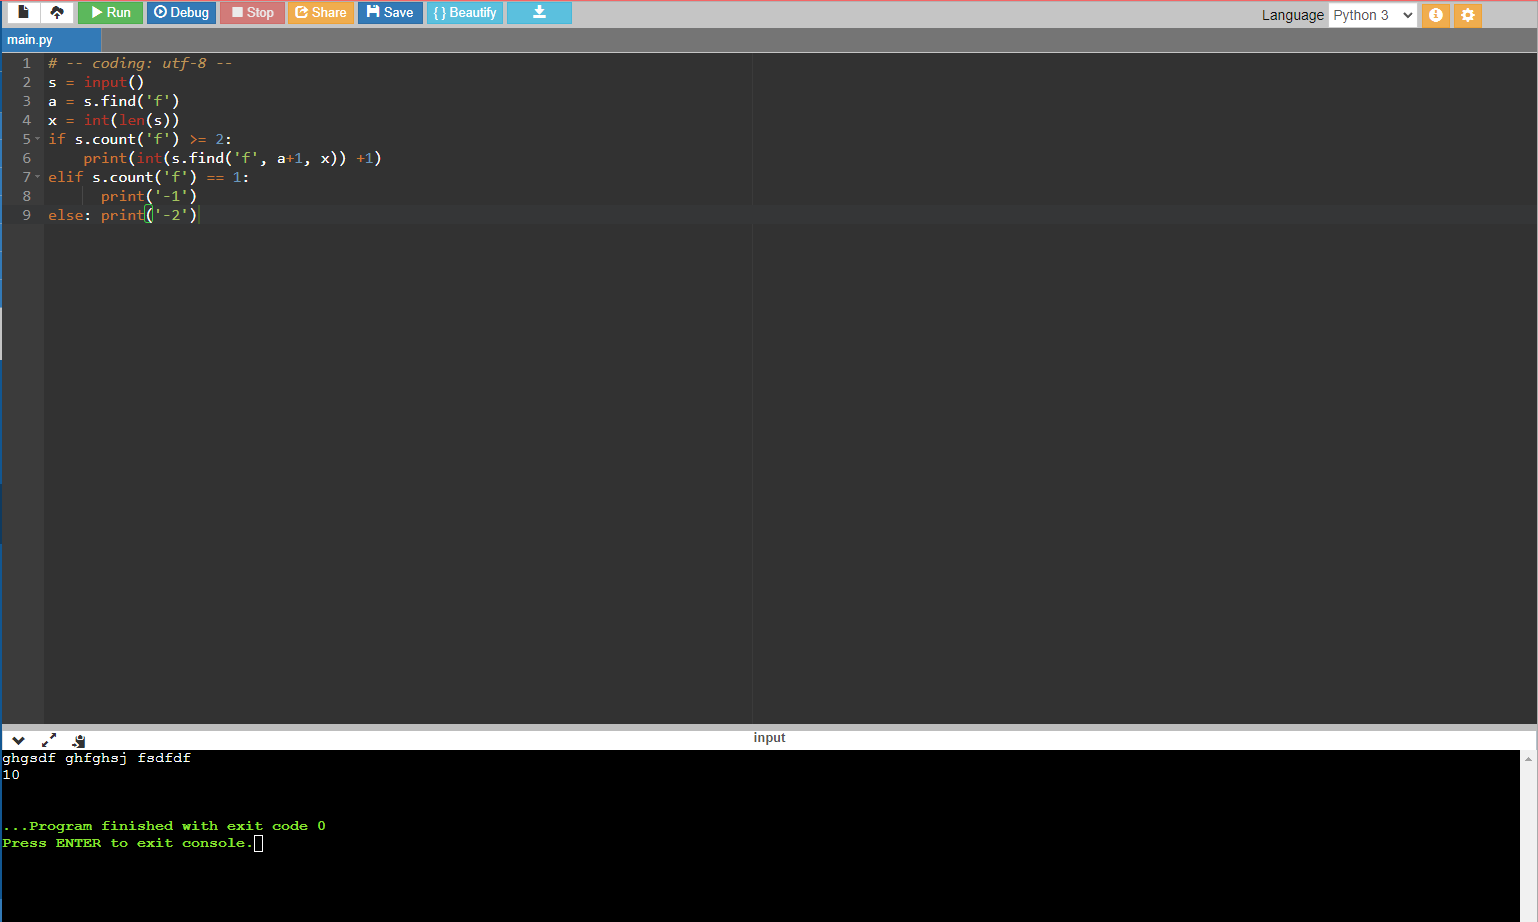 Run Debug Stop Share Save { } Beautify Language Python 3
main.py
1 # -- coding: utf-8 --
2 s = input()
3 a = s.find('f')
4 x = int(len(s))
5 if s.count('f') >= 2:
6     print(int(s.find('f', a+1, x)) +1)
7 elif s.count('f') == 1:
8       print('-1')
9 else: print('-2')
input
ghgsdf ghfghsj fsdfdf
10
...Program finished with exit code 0
Press ENTER to exit console.